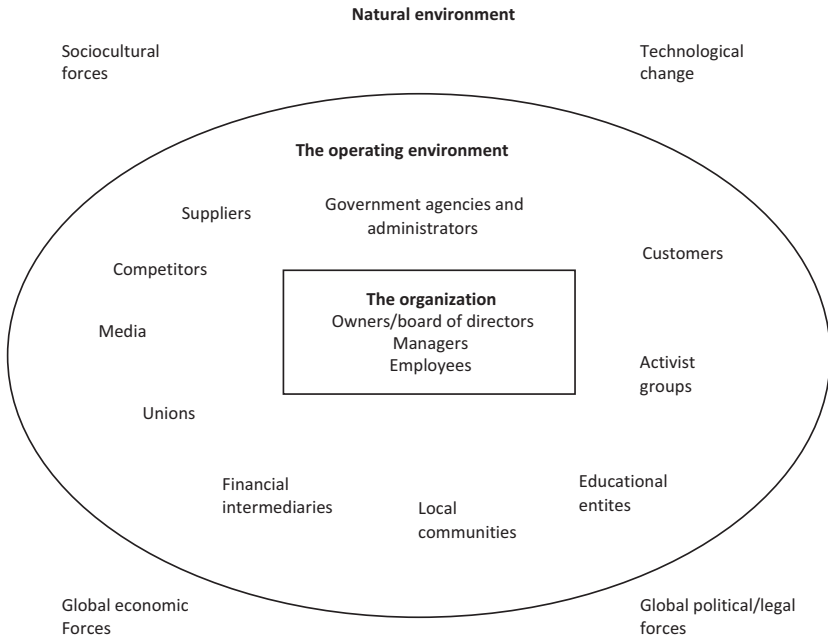 Natural environment
Sociocultural
forces
Technological
change
The operating environment
Suppliers
Government agencies and
administrators
Customers
Competitors
The organization
Owners/board of directors
Managers
Employees
Media
Activist
groups
Unions
Financial
intermediaries
Local
communities
Educational
entites
Global economic
Forces
Global political/legal
forces